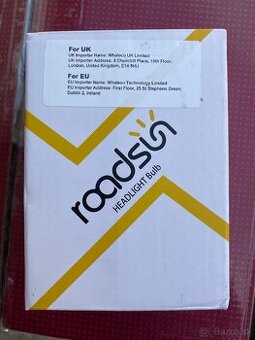 For UK
UK Importer Name: Whaleco UK Limited
UK Importer Address: 5 Churchill Place, 10th Floor,
London, United Kingdom, E14 5HU
For EU
EU Importer Name: Whaleco Technology Limited
EU Importer Address: First Floor, 25 St Stephens Green,
Dublin 2, Ireland
roadsun
HEADLIGHT Bulb